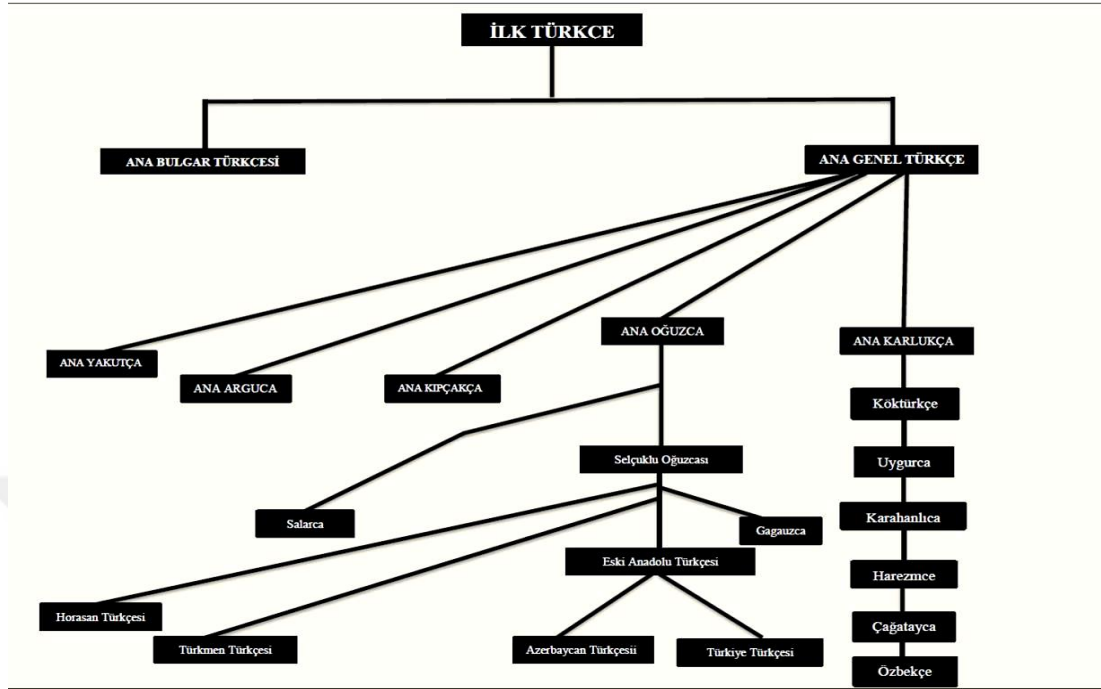 İLK TÜRKCE
ANA BULGAR TÜRKCESİ
ANA GENEL TÜRKÇE
ANA OĞUZCA
ANA KARLUKÇA
ANA YAKUTÇA
ANA ARGUCA
ANA KIPÇAKÇA
Köktürkçe
Selçuklu Oğuzcası
Uygurca
Salarca
Gagauzca
Karahanlıca
Eski Anadolu Türkçesi
Harezmce
Horasan Türkçesi
Türkmen Türkçesi
Azerbaycan Türkçesii
Türkiye Türkçesi
Çağatayca
Özbekçe